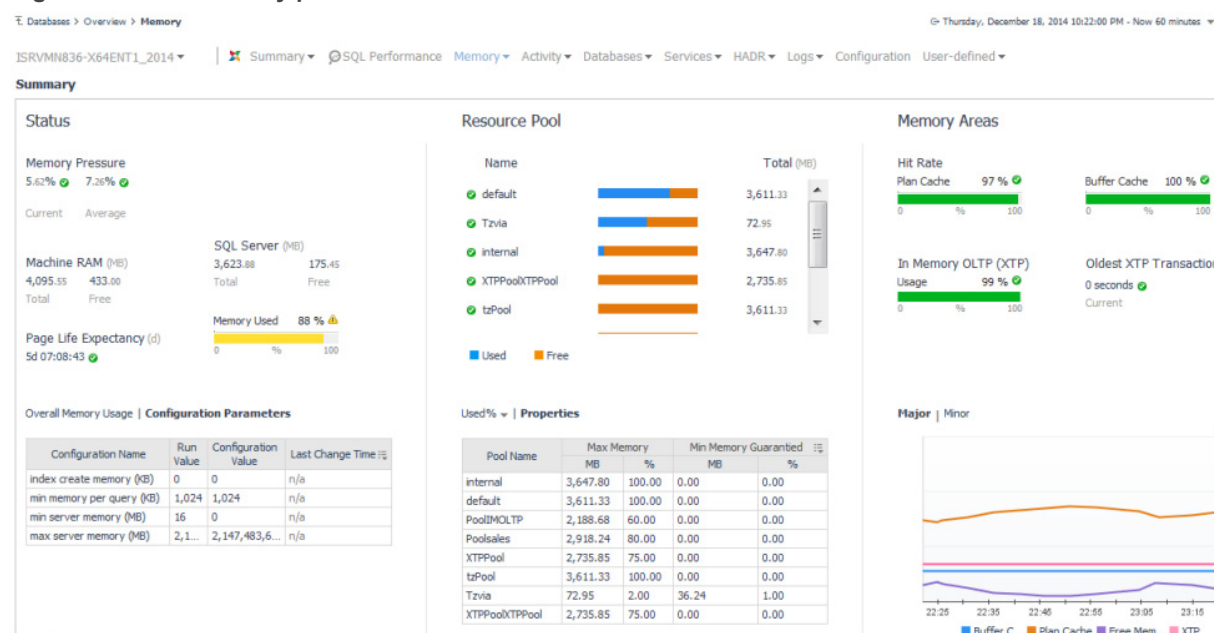 Databases > Overview > Memory
Thursday, December 18, 2014 10:22:00 PM - Now 60 minutes
ISRVMN836-X64ENT1_2014 Summary SQL Performance Memory Activity Databases Services HADR Logs Configuration User-defined
Summary
Status
Memory Pressure
5.62% 7.26%
Current Average
Machine RAM (MB)
4,095.55 433.00
Total Free
SQL Server (MB)
3,623.88 175.45
Total Free
Memory Used 88 %
0 % 100
Page Life Expectancy (d)
5d 07:08:43
Resource Pool
Name Total (MB)
default 3,611.33
Tzvia 72.95
internal 3,647.80
XTPPoolXTPPool 2,735.85
tzPool 3,611.33
Used Free
Memory Areas
Hit Rate
Plan Cache 97 %
0 % 100
Buffer Cache 100 %
0 % 100
In Memory OLTP (XTP)
Usage 99 %
0 % 100
Oldest XTP Transaction
0 seconds
Current
Overall Memory Usage | Configuration Parameters
Configuration Name Run Value Configuration Value Last Change Time
index create memory (KB) 0 0 n/a
min memory per query (KB) 1,024 1,024 n/a
min server memory (MB) 16 0 n/a
max server memory (MB) 2,1... 2,147,483,6... n/a
Used% | Properties
Pool Name Max Memory Min Memory Guarantied
MB % MB %
internal 3,647.80 100.00 0.00 0.00
default 3,611.33 100.00 0.00 0.00
PoolIMOLTP 2,188.68 60.00 0.00 0.00
Poolsales 2,918.24 80.00 0.00 0.00
XTPPool 2,735.85 75.00 0.00 0.00
tzPool 3,611.33 100.00 0.00 0.00
Tzvia 72.95 2.00 36.24 1.00
XTPPoolXTPPool 2,735.85 75.00 0.00 0.00
Major | Minor
22:25 22:35 22:45 22:55 23:05 23:15
Buffer C... Plan Cache Free Mem... XTP